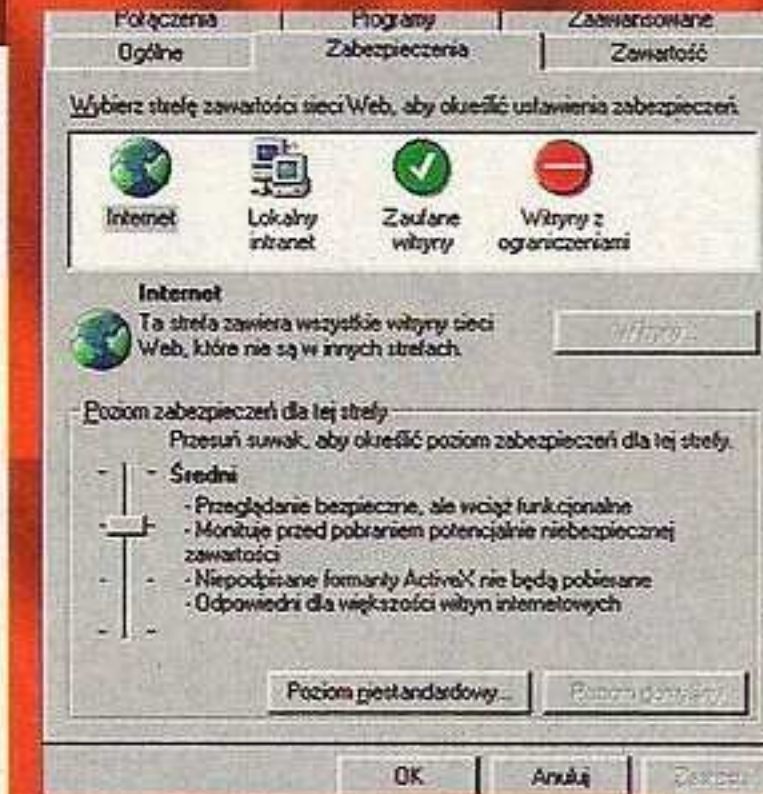 Połączenia Programy Zaawansowane
Ogólne Zabezpieczenia Zawartość
Wybierz strefę zawartości sieci Web, aby określić ustawienia zabezpieczeń.
Internet Lokalny intranet Zaufane witryny Witryny z ograniczeniami
Internet
Ta strefa zawiera wszystkie witryny sieci
Web, które nie są w innych strefach.
Witryny...
Poziom zabezpieczeń dla tej strefy
Przesuń suwak, aby określić poziom zabezpieczeń dla tej strefy.
Średni
- Przeglądanie bezpieczne, ale wciąż funkcjonalne
- Monituje przed pobraniem potencjalnie niebezpiecznej
zawartości
- Niepodpisane formanty ActiveX nie będą pobierane
- Odpowiedni dla większości witryn internetowych
Poziom niestandardowy... Poziom domyślny
OK Anuluj